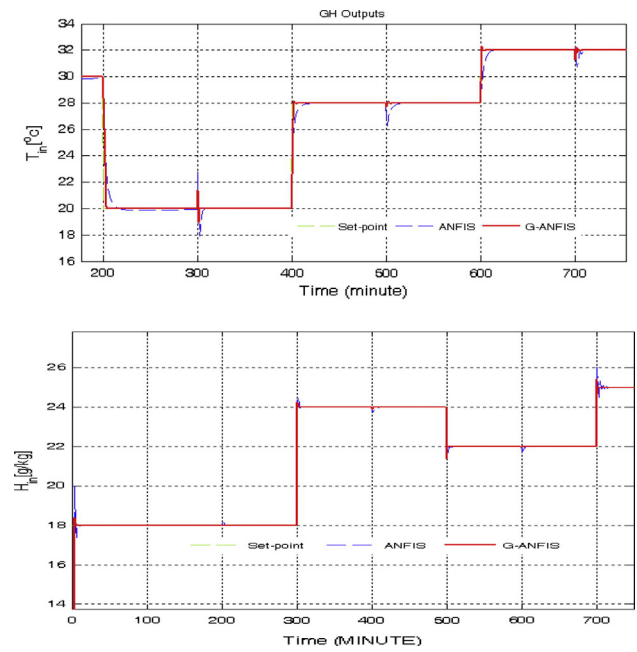 GH Outputs
34
32
30
28
26
24
22
20
18
16
T_in[°c]
Set-point ANFIS G-ANFIS
200 300 400 500 600 700
Time (minute)
26
24
22
20
18
16
14
H_in[g/kg]
Set-point ANFIS G-ANFIS
0 100 200 300 400 500 600 700
Time (MINUTE)